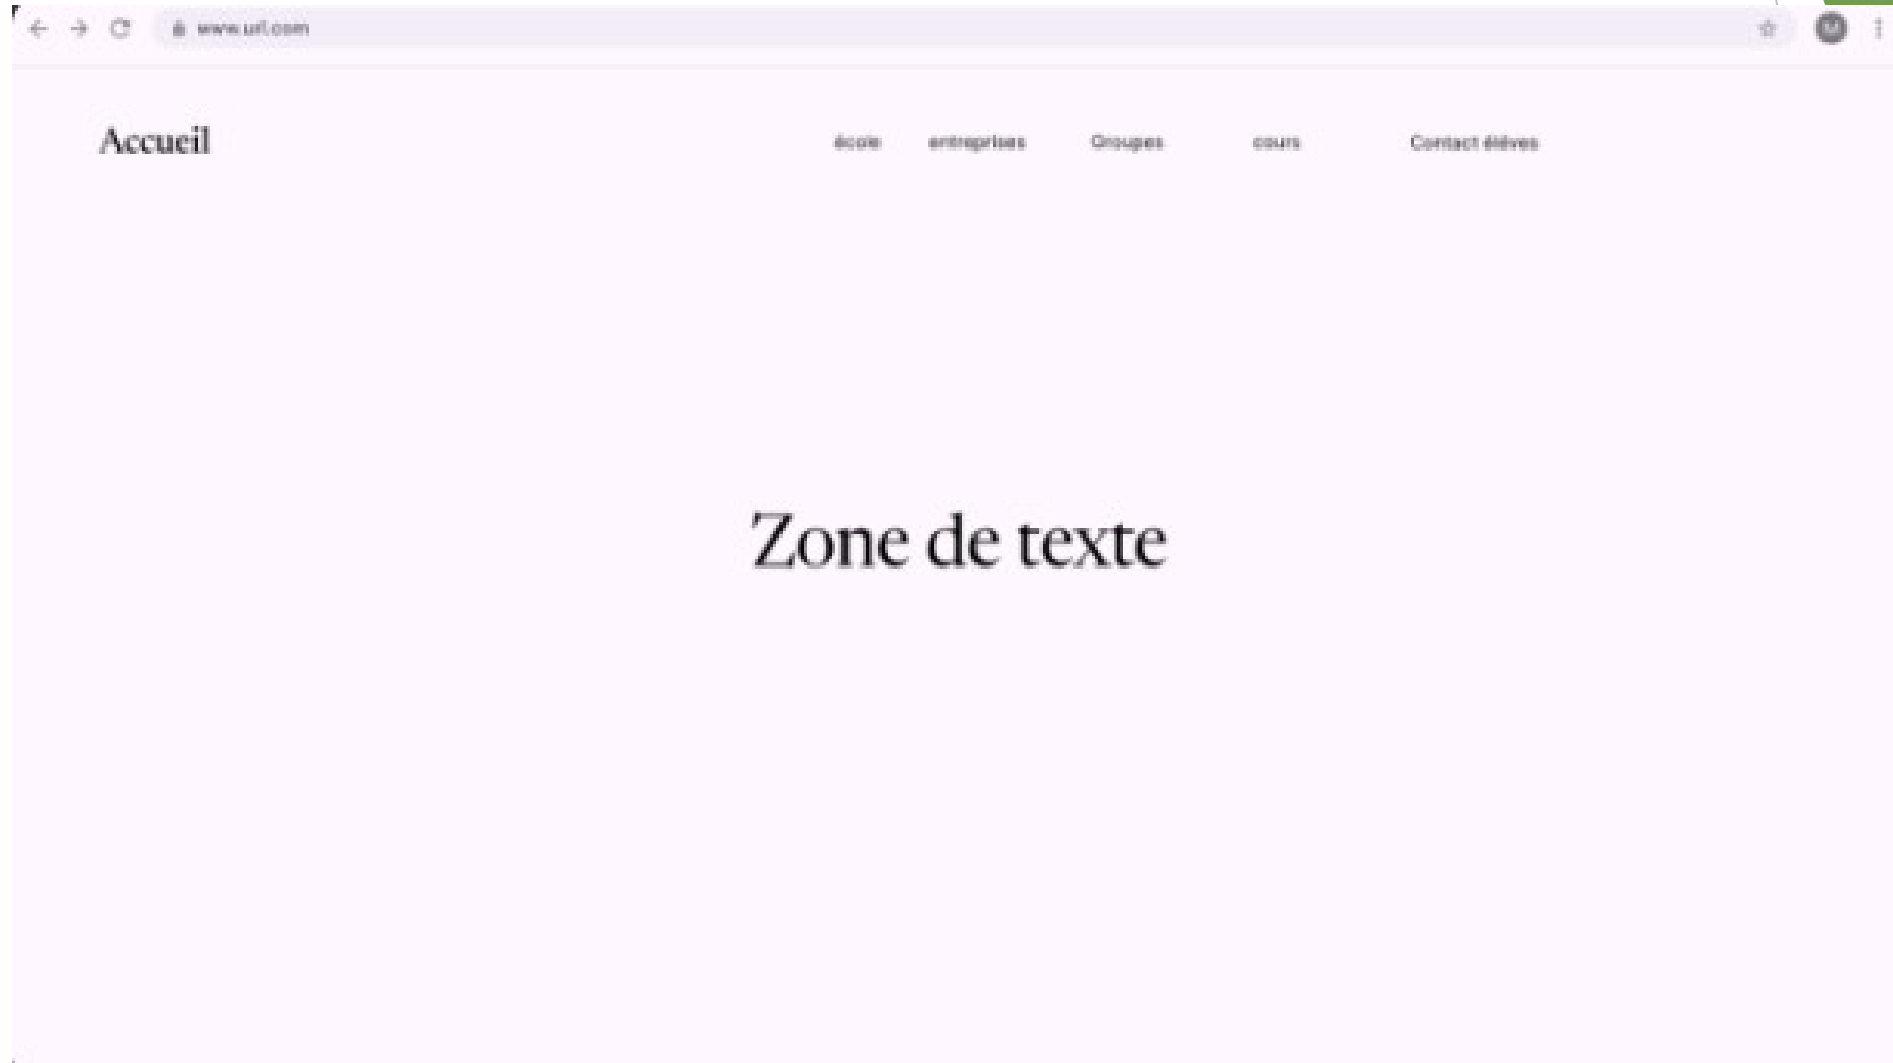 www.url.com
Accueil école entreprises Groupes cours Contact élèves
Zone de texte